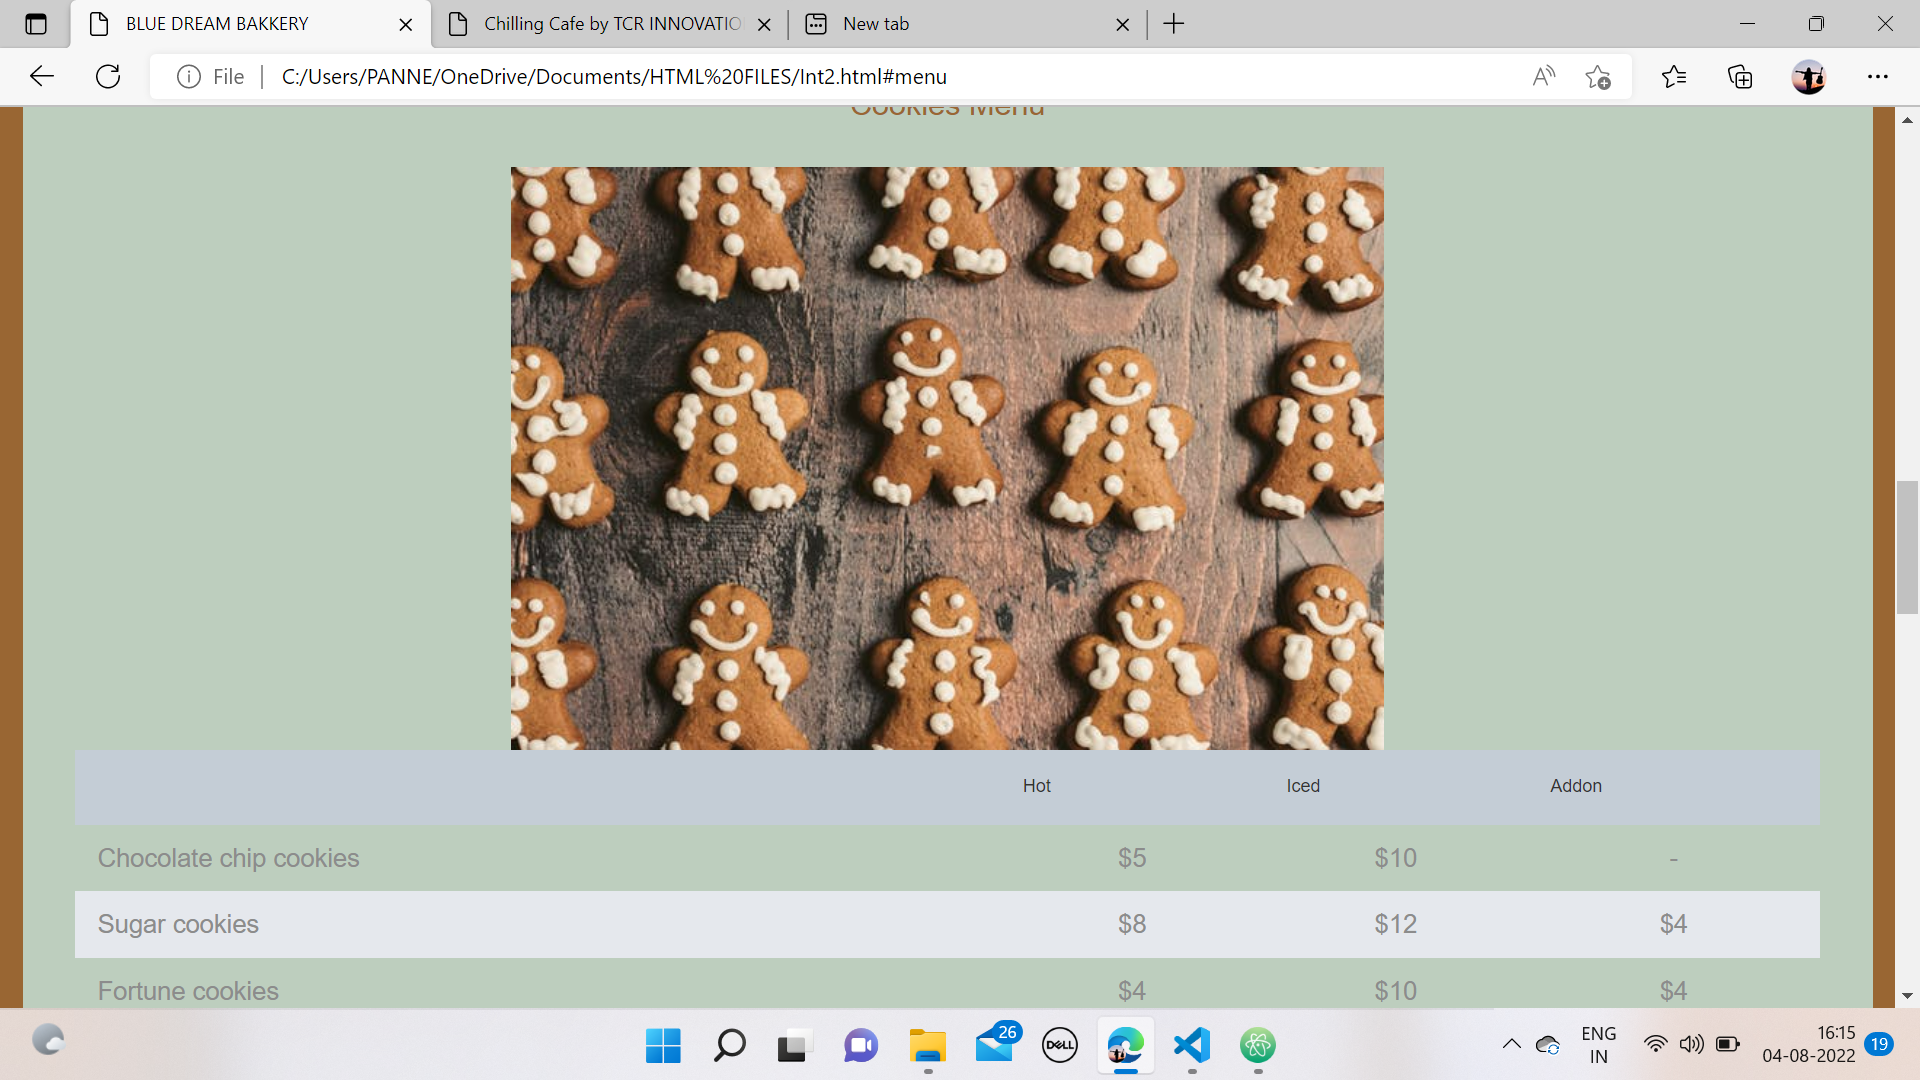 BLUE DREAM BAKKERY
Chilling Cafe by TCR INNOVATIO
New tab
File
C:/Users/PANNE/OneDrive/Documents/HTML%20FILES/Int2.html#menu
Cookies Menu
Hot Iced Addon
Chocolate chip cookies $5 $10 -
Sugar cookies $8 $12 $4
Fortune cookies $4 $10 $4
26
DELL
ENG
IN
16:15
04-08-2022
19